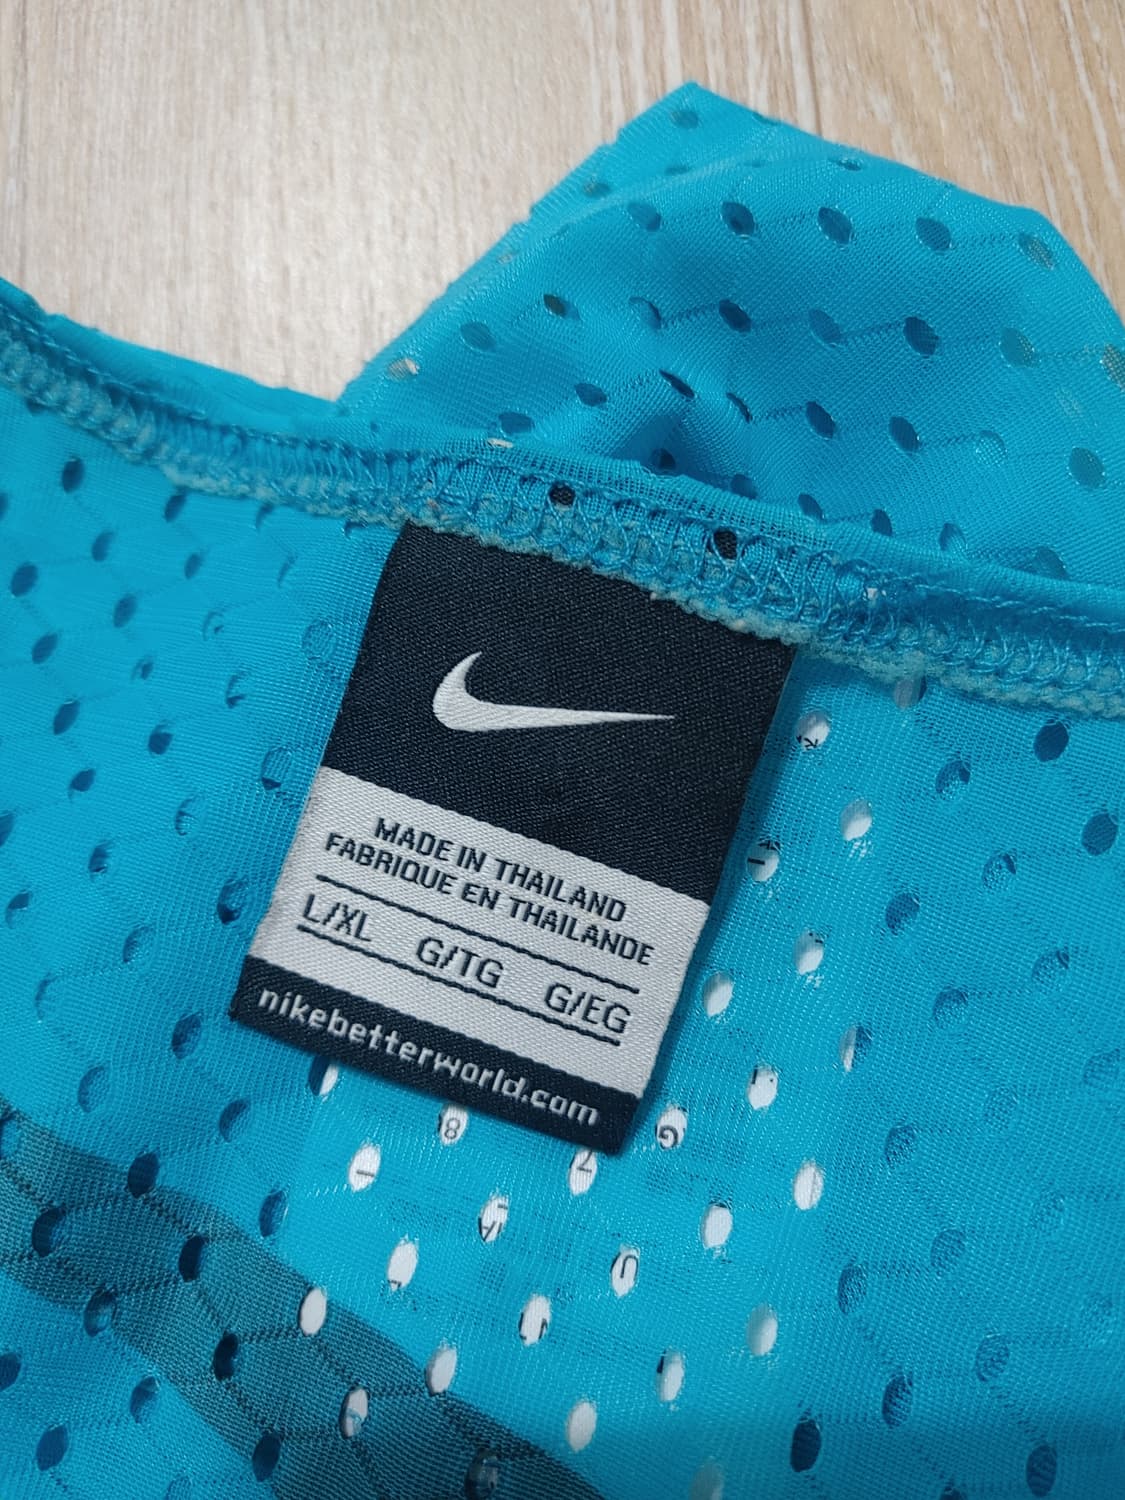 MADE IN THAILAND
FABRIQUE EN THAILANDE
L/XL G/TG G/EG
nikebetterworld.com